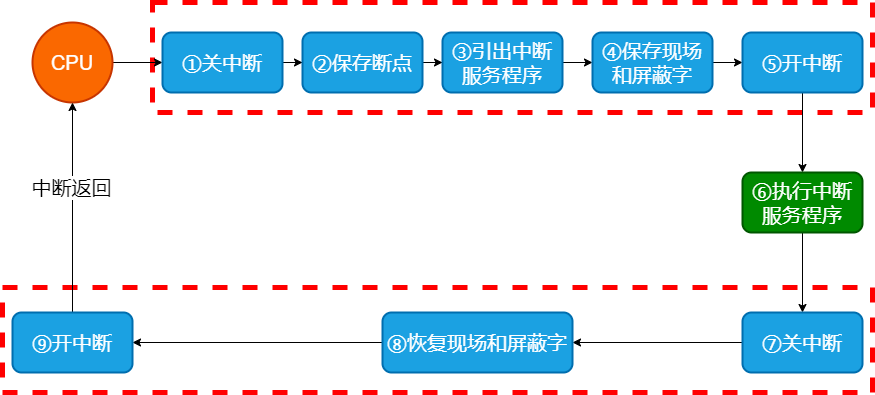 CPU
①关中断
②保存断点
③引出中断
服务程序
④保存现场
和屏蔽字
⑤开中断
中断返回
⑥执行中断
服务程序
⑨开中断
⑧恢复现场和屏蔽字
⑦关中断